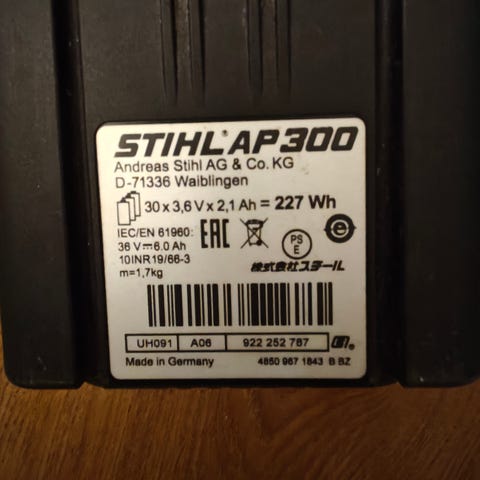 STIHL AP 300
Andreas Stihl AG & Co. KG
D-71336 Waiblingen
30 x 3,6 V x 2,1 Ah = 227 Wh
IEC/EN 61960:
36 V⎓6.0 Ah
10INR19/66-3
m=1,7kg
EAC
PS
E
e
株式会社スチール
UH091 A06 922 252 787
Made in Germany 4850 967 1843 B BZ